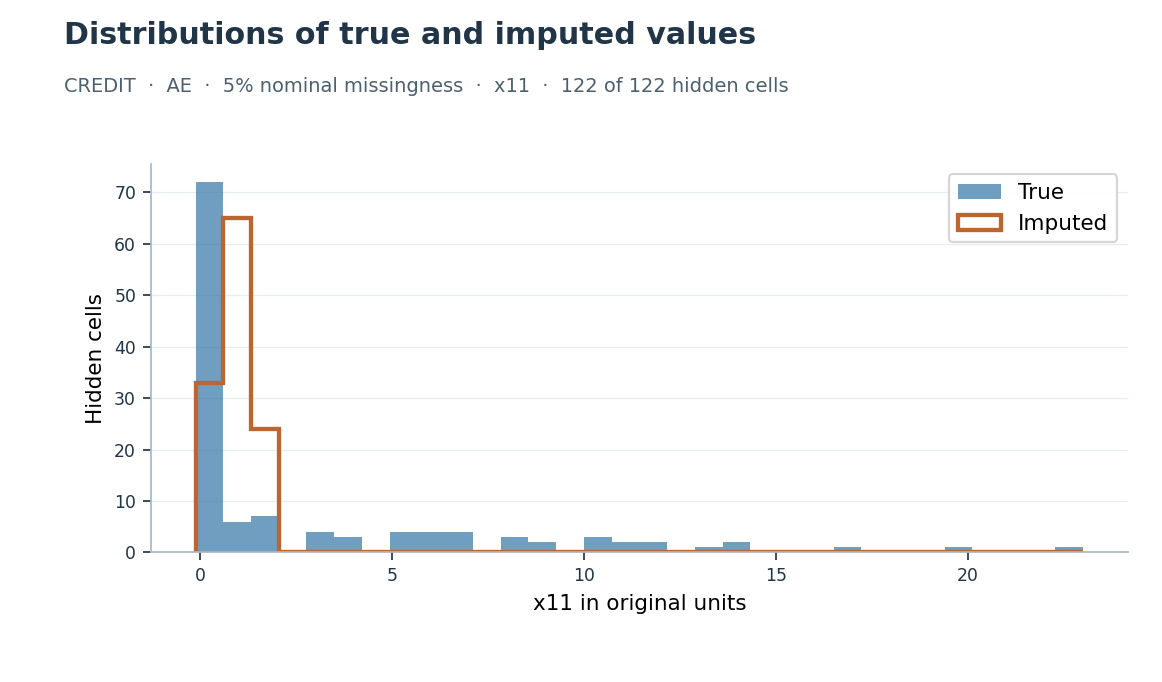 Distributions of true and imputed values
CREDIT · AE · 5% nominal missingness · x11 · 122 of 122 hidden cells
True
Imputed
Hidden cells
70
60
50
40
30
20
10
0
0 5 10 15 20
x11 in original units